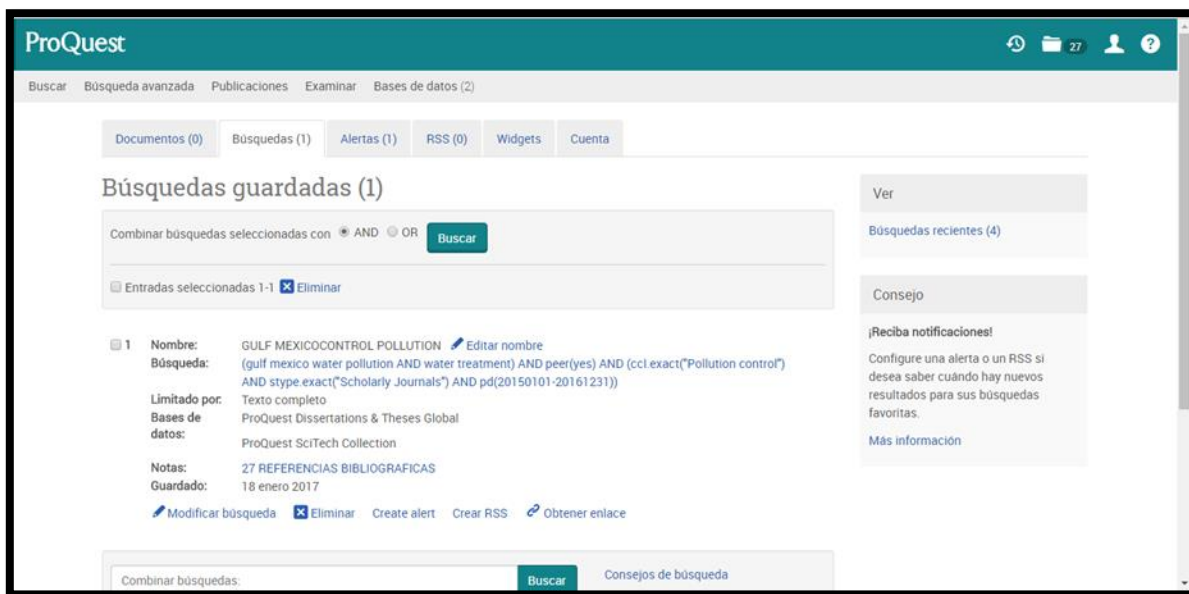 ProQuest
27
Buscar Búsqueda avanzada Publicaciones Examinar Bases de datos (2)
Documentos (0) Búsquedas (1) Alertas (1) RSS (0) Widgets Cuenta
Búsquedas guardadas (1)
Combinar búsquedas seleccionadas con AND OR Buscar
Entradas seleccionadas 1-1 Eliminar
1 Nombre: GULF MEXICOCONTROL POLLUTION Editar nombre
Búsqueda: (gulf mexico water pollution AND water treatment) AND peer(yes) AND (ccl.exact("Pollution control")
AND stype.exact("Scholarly Journals") AND pd(20150101-20161231))
Limitado por: Texto completo
Bases de datos: ProQuest Dissertations & Theses Global
ProQuest SciTech Collection
Notas: 27 REFERENCIAS BIBLIOGRAFICAS
Guardado: 18 enero 2017
Modificar búsqueda Eliminar Create alert Crear RSS Obtener enlace
Combinar búsquedas: Buscar Consejos de búsqueda
Ver
Búsquedas recientes (4)
Consejo
¡Reciba notificaciones!
Configure una alerta o un RSS si
desea saber cuándo hay nuevos
resultados para sus búsquedas
favoritas.
Más información